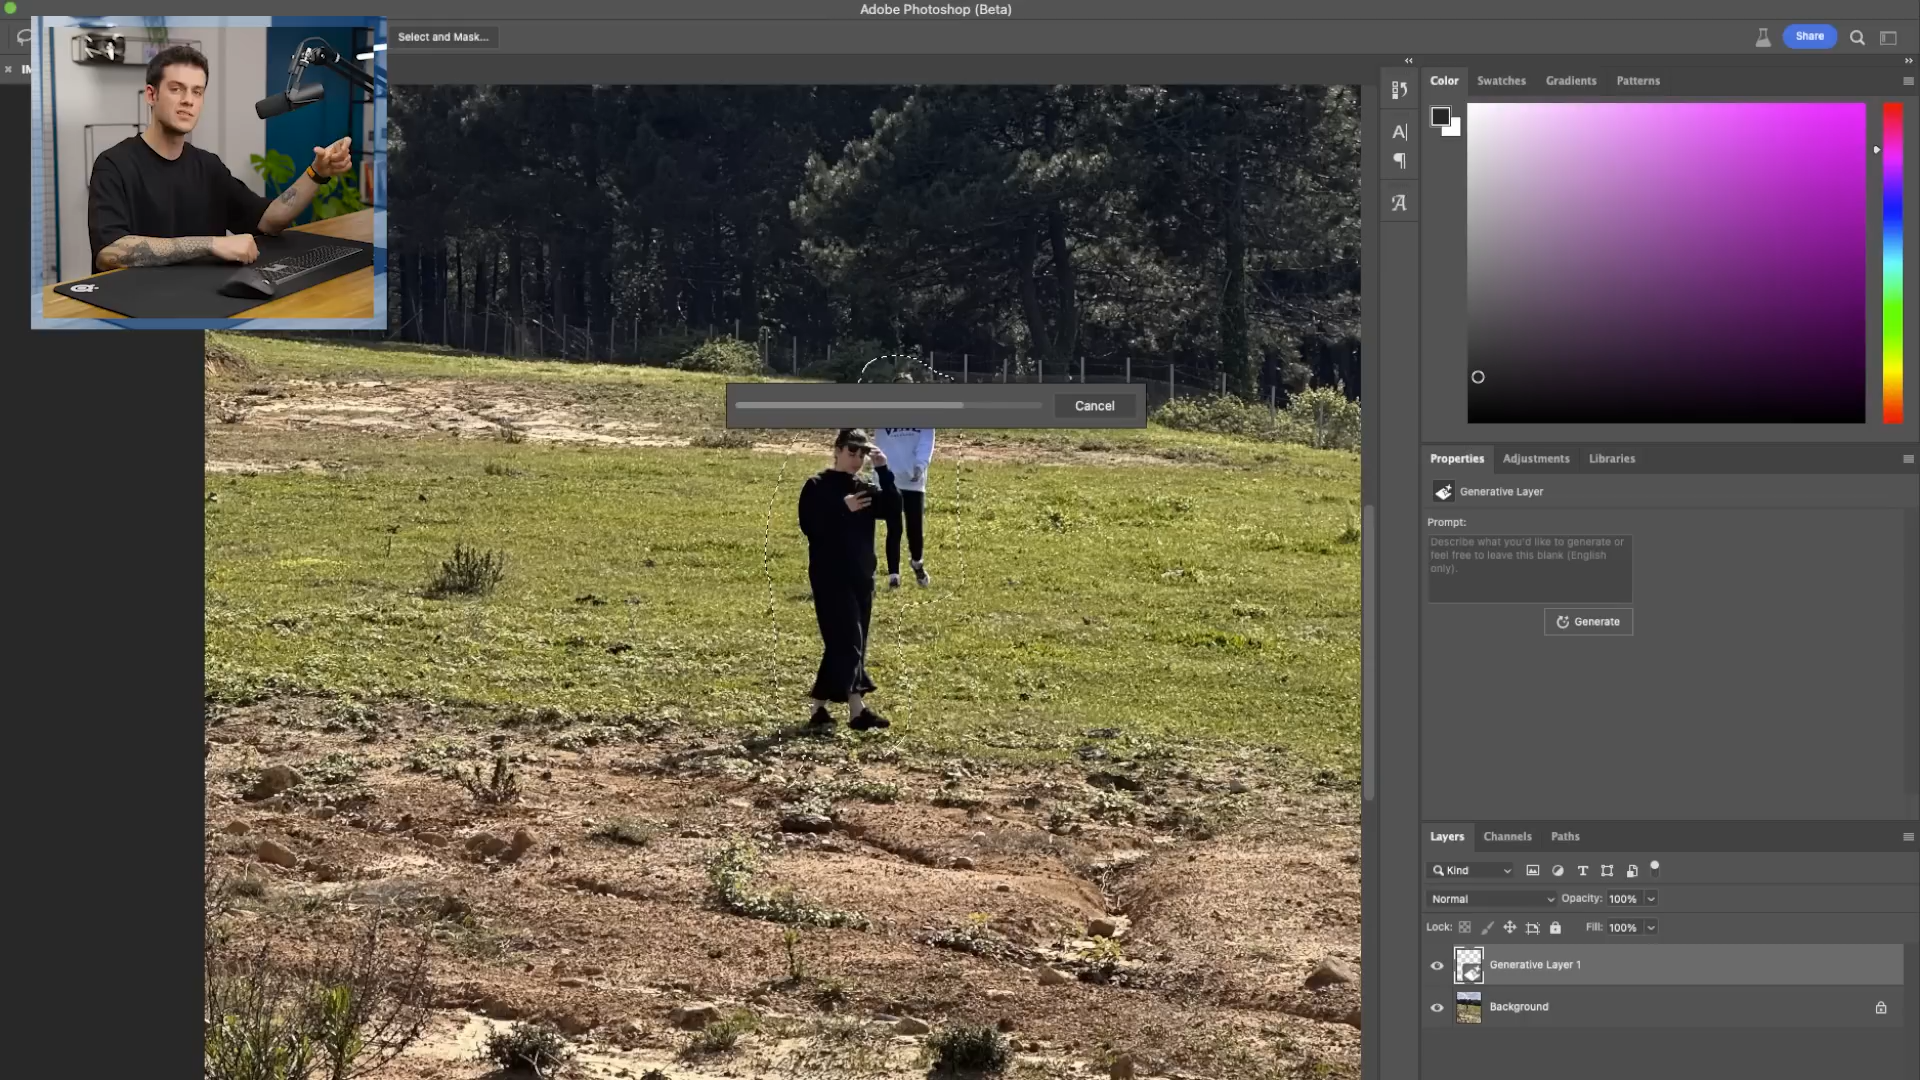 Adobe Photoshop (Beta)
Select and Mask...
Share
Color
Swatches
Gradients
Patterns
Cancel
Properties
Adjustments
Libraries
Generative Layer
Prompt:
Describe what you'd like to generate or
feel free to leave this blank (English
only).
Generate
Layers
Channels
Paths
Kind
Normal
Opacity: 100%
Lock:
Fill: 100%
Generative Layer 1
Background